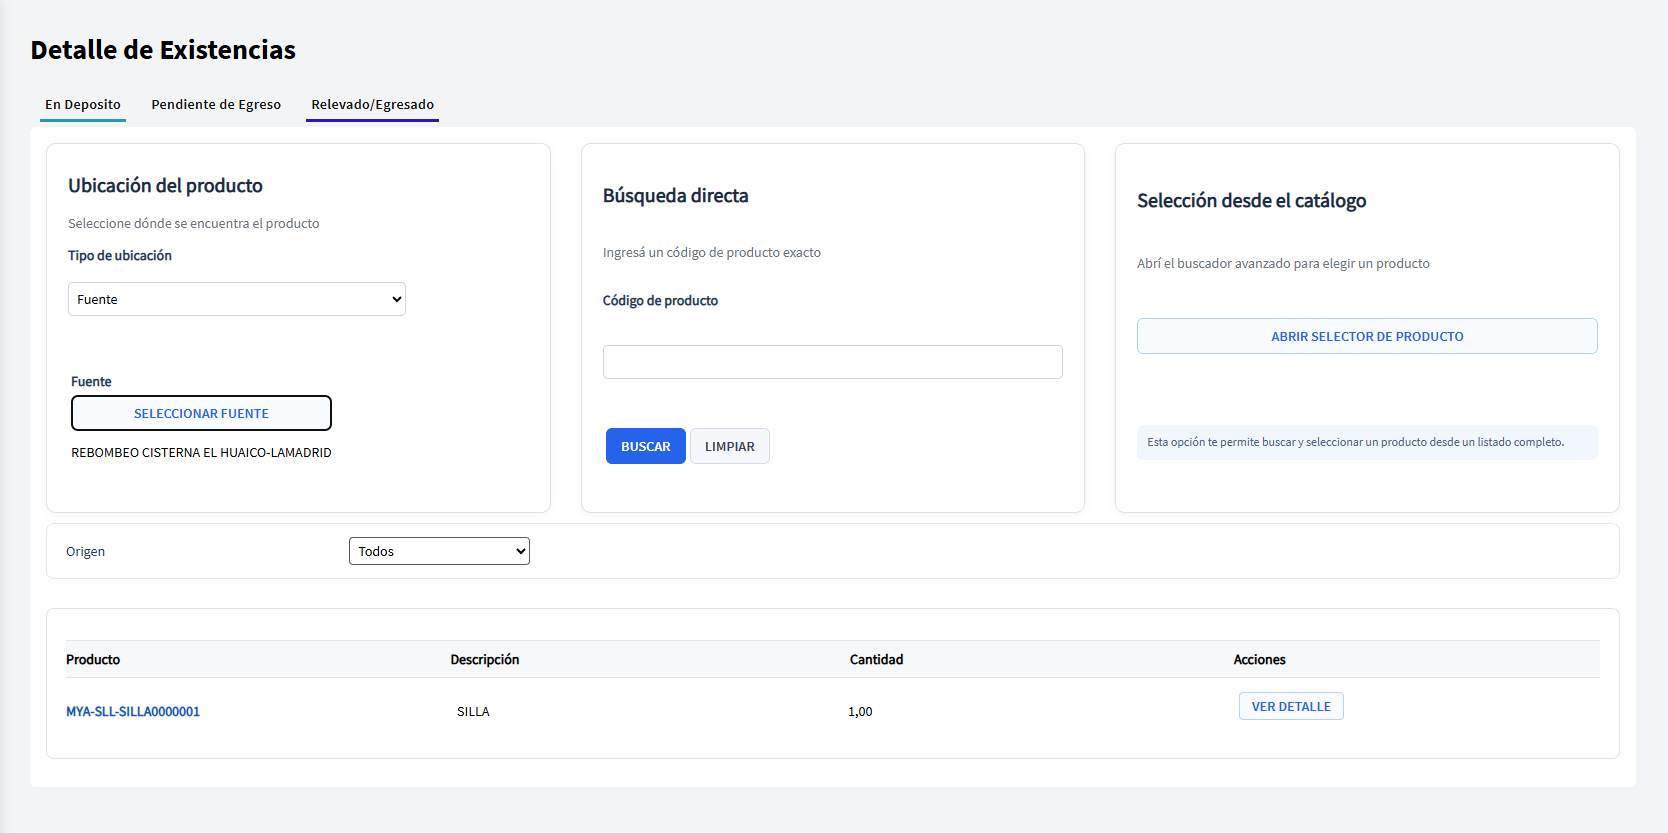 Detalle de Existencias
En Deposito
Pendiente de Egreso
Relevado/Egresado
Ubicación del producto
Seleccione dónde se encuentra el producto
Tipo de ubicación
Fuente
Fuente
SELECCIONAR FUENTE
REBOMBEO CISTERNA EL HUAICO-LAMADRID
Búsqueda directa
Ingresá un código de producto exacto
Código de producto
BUSCAR
LIMPIAR
Selección desde el catálogo
Abrí el buscador avanzado para elegir un producto
ABRIR SELECTOR DE PRODUCTO
Esta opción te permite buscar y seleccionar un producto desde un listado completo.
Origen
Todos
Producto Descripción Cantidad Acciones
MYA-SLL-SILLA0000001 SILLA 1,00 VER DETALLE